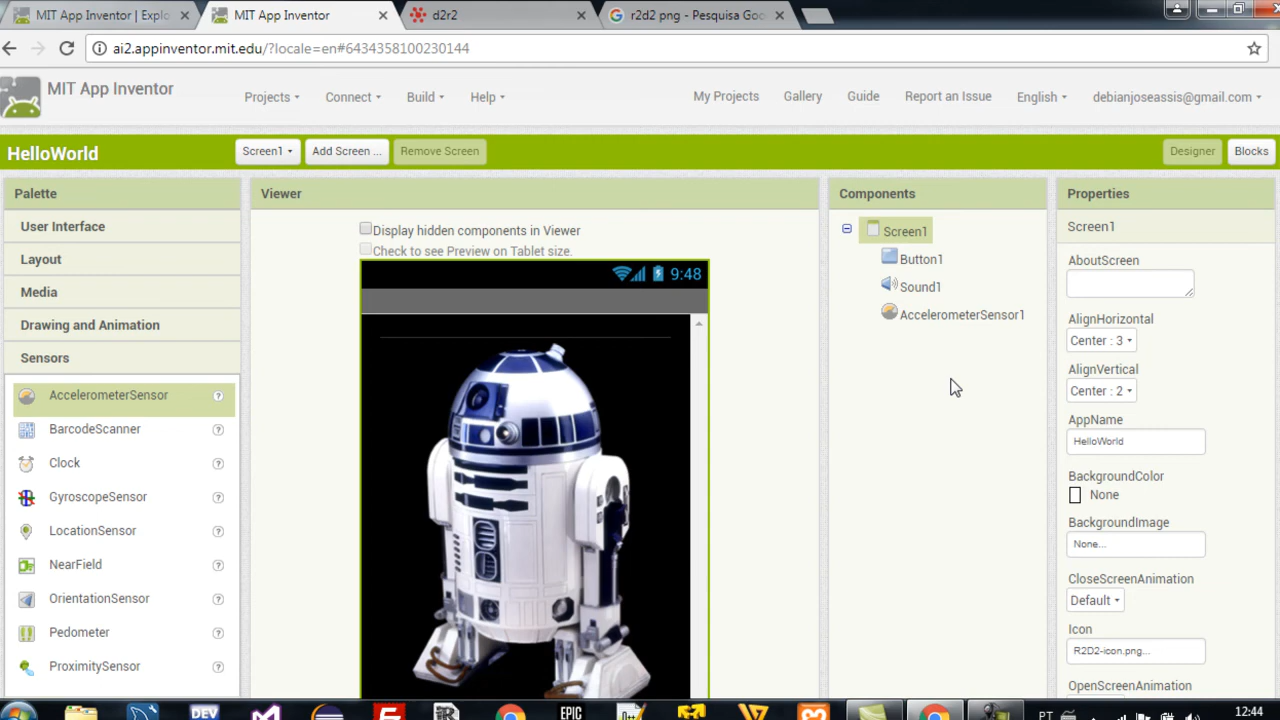 MIT App Inventor | Explo
MIT App Inventor
d2r2
r2d2 png - Pesquisa Goo
ai2.appinventor.mit.edu/?locale=en#6434358100230144
MIT App Inventor
Projects
Connect
Build
Help
My Projects
Gallery
Guide
Report an Issue
English
debianjoseassis@gmail.com
HelloWorld
Screen1
Add Screen ...
Remove Screen
Designer
Blocks
Palette
User Interface
Layout
Media
Drawing and Animation
Sensors
AccelerometerSensor
?
BarcodeScanner
?
Clock
?
GyroscopeSensor
?
LocationSensor
?
NearField
?
OrientationSensor
?
Pedometer
?
ProximitySensor
?
Viewer
Display hidden components in Viewer
Check to see Preview on Tablet size.
9:48
Components
Screen1
Button1
Sound1
AccelerometerSensor1
Properties
Screen1
AboutScreen
AlignHorizontal
Center : 3
AlignVertical
Center : 2
AppName
HelloWorld
BackgroundColor
None
BackgroundImage
None...
CloseScreenAnimation
Default
Icon
R2D2-icon.png...
OpenScreenAnimation
DEV
EPIC
PT
12:44